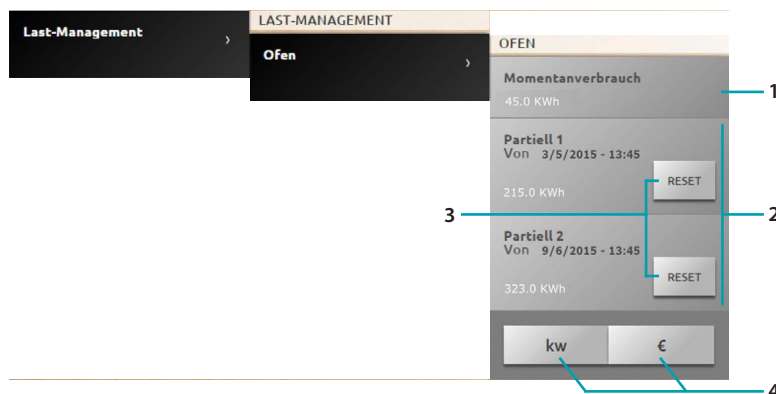 Last-Management
›
LAST-MANAGEMENT
Ofen
›
OFEN
Momentanverbrauch
45.0 KWh
1
Partiell 1
Von 3/5/2015 - 13:45
215.0 KWh
RESET
3
2
Partiell 2
Von 9/6/2015 - 13:45
323.0 KWh
RESET
kw
€
4